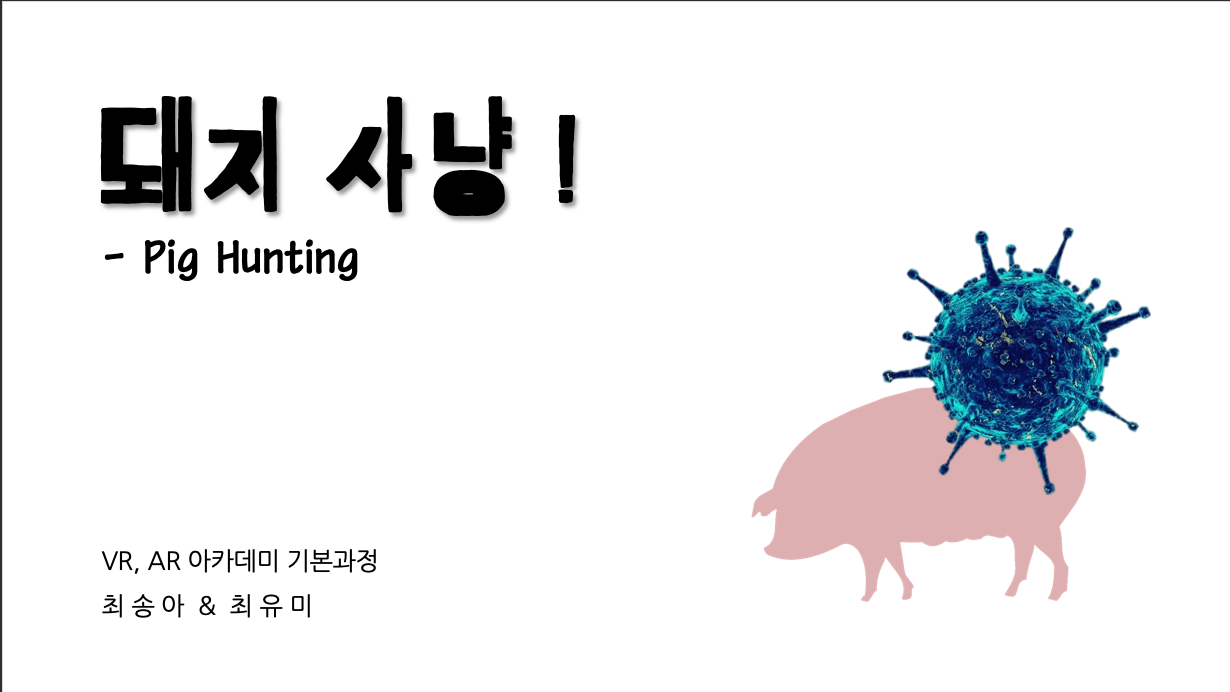 돼지 사냥 !
- Pig Hunting
VR, AR 아카데미 기본과정
최 송 아 & 최 유 미